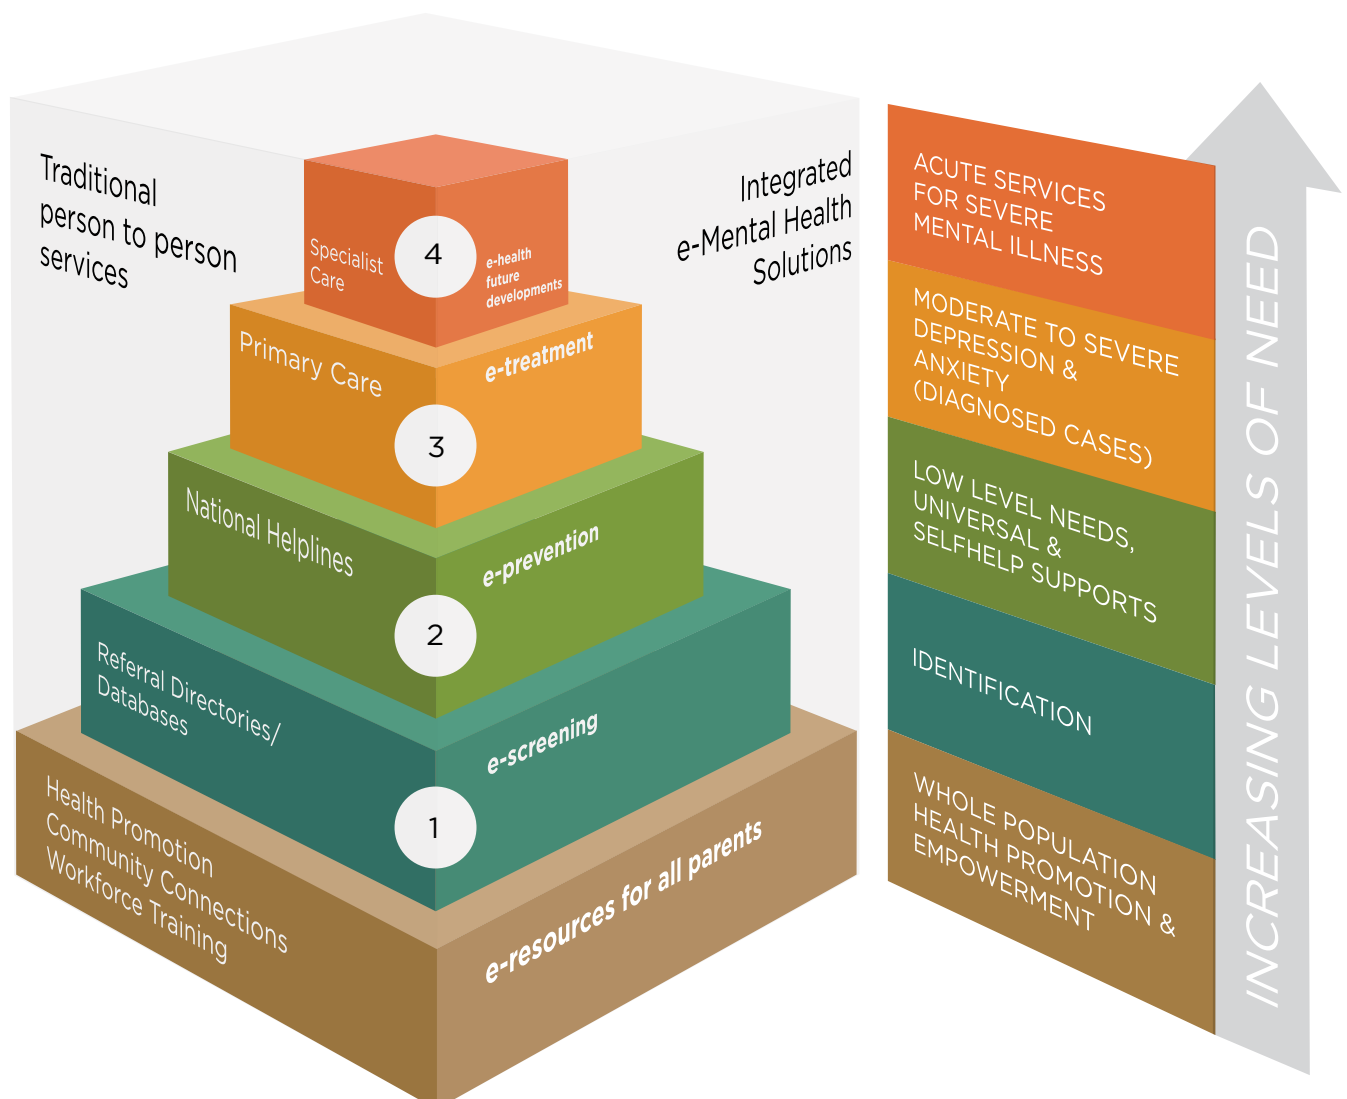 Traditional
person to person
services
Integrated
e-Mental Health
Solutions
Specialist
Care
4
e-health
future
developments
Primary Care
e-treatment
3
National Helplines
e-prevention
2
Referral Directories/
Databases
e-screening
1
Health Promotion
Community Connections
Workforce Training
e-resources for all parents
ACUTE SERVICES
FOR SEVERE
MENTAL ILLNESS
MODERATE TO SEVERE
DEPRESSION &
ANXIETY
(DIAGNOSED CASES)
LOW LEVEL NEEDS,
UNIVERSAL &
SELFHELP SUPPORTS
IDENTIFICATION
WHOLE POPULATION
HEALTH PROMOTION &
EMPOWERMENT
INCREASING LEVELS OF NEED